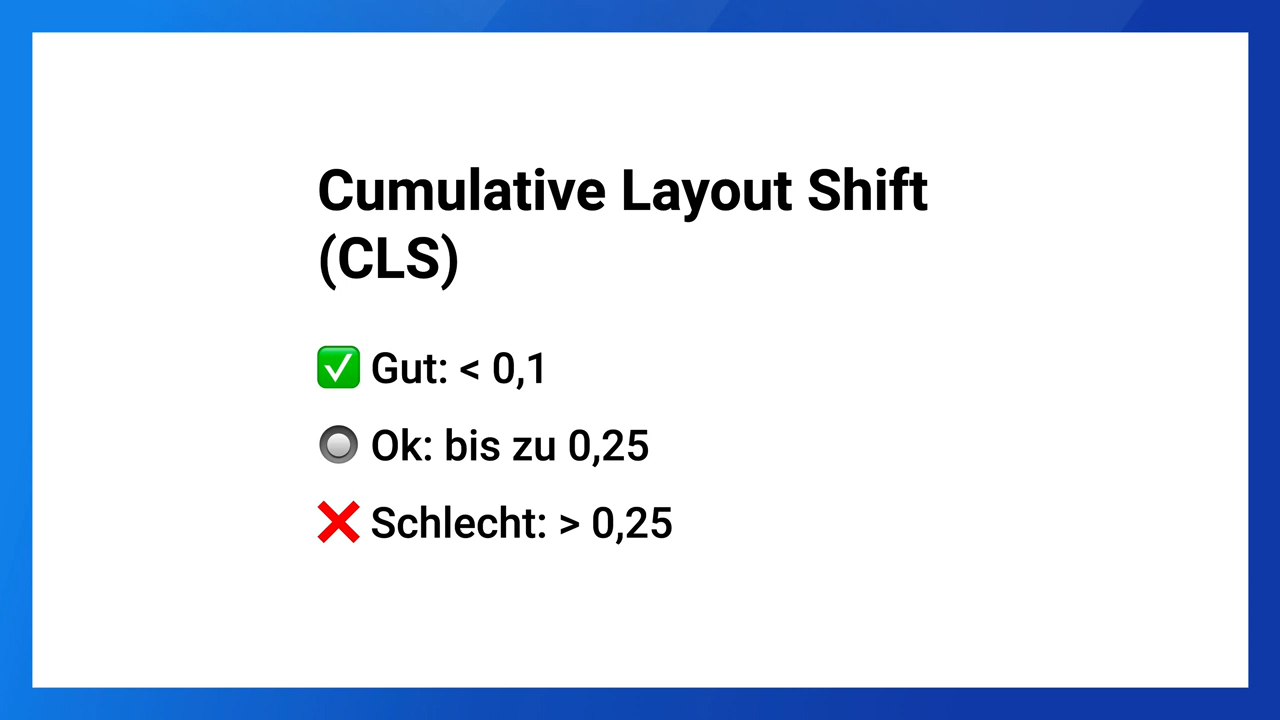 Cumulative Layout Shift
(CLS)
✅ Gut: < 0,1
🔘 Ok: bis zu 0,25
❌ Schlecht: > 0,25